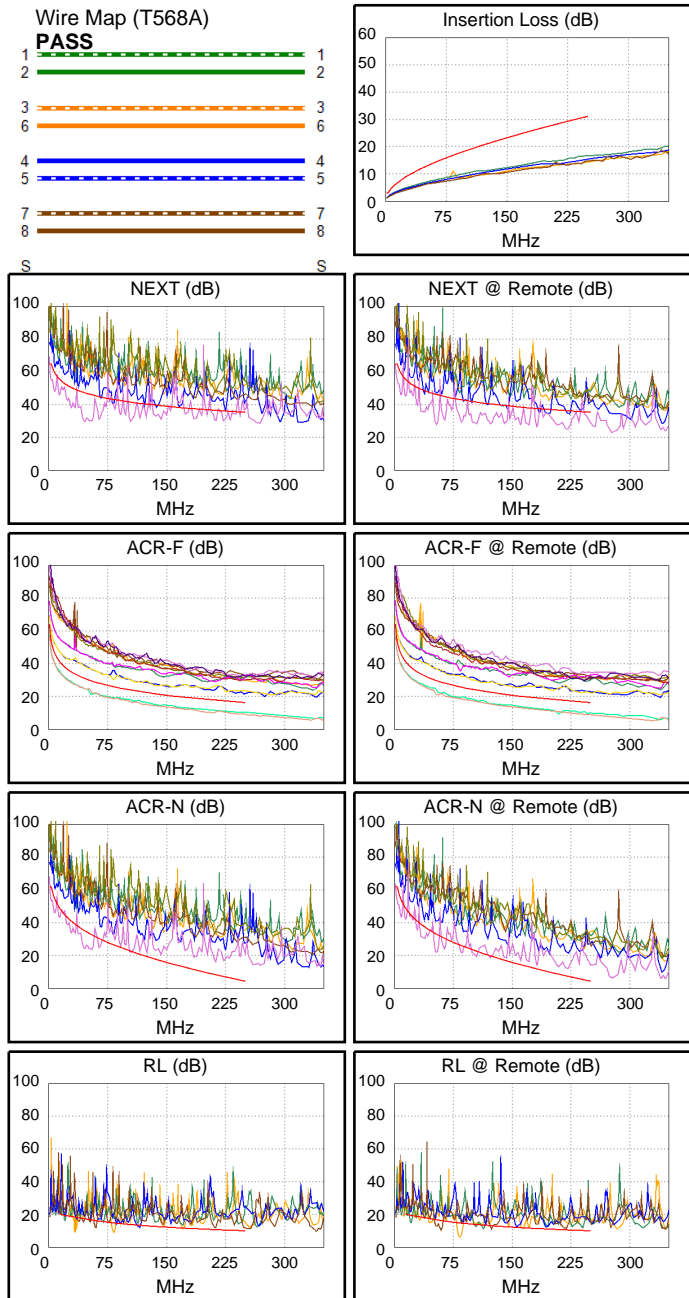 Wire Map (T568A)
PASS
1 1
2 2
3 3
6 6
4 4
5 5
7 7
8 8
S S
Insertion Loss (dB)
60
50
40
30
20
10
0
0 75 150 225 300
MHz
NEXT (dB)
100
80
60
40
20
0
0 75 150 225 300
MHz
NEXT @ Remote (dB)
100
80
60
40
20
0
0 75 150 225 300
MHz
ACR-F (dB)
100
80
60
40
20
0
0 75 150 225 300
MHz
ACR-F @ Remote (dB)
100
80
60
40
20
0
0 75 150 225 300
MHz
ACR-N (dB)
100
80
60
40
20
0
0 75 150 225 300
MHz
ACR-N @ Remote (dB)
100
80
60
40
20
0
0 75 150 225 300
MHz
RL (dB)
100
80
60
40
20
0
0 75 150 225 300
MHz
RL @ Remote (dB)
100
80
60
40
20
0
0 75 150 225 300
MHz